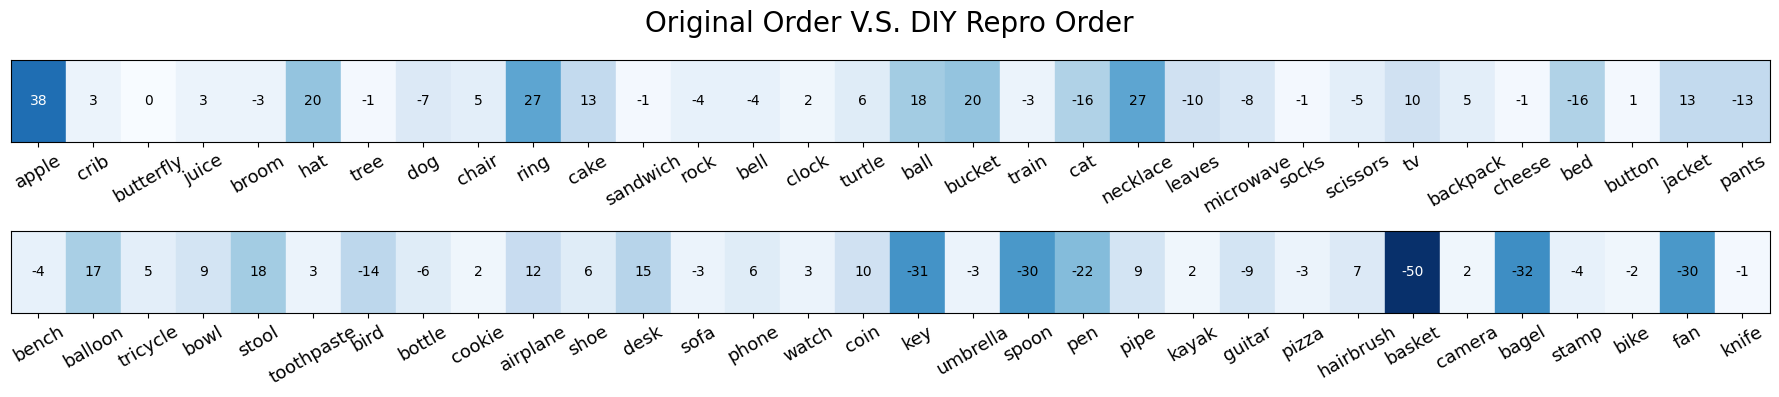 Original Order V.S. DIY Repro Order
38 3 0 3 -3 20 -1 -7 5 27 13 -1 -4 -4 2 6 18 20 -3 -16 27 -10 -8 -1 -5 10 5 -1 -16 1 13 -13
apple crib butterfly juice broom hat tree dog chair ring cake sandwich rock bell clock turtle ball bucket train cat necklace leaves microwave socks scissors tv backpack cheese bed button jacket pants
-4 17 5 9 18 3 -14 -6 2 12 6 15 -3 6 3 10 -31 -3 -30 -22 9 2 -9 -3 7 -50 2 -32 -4 -2 -30 -1
bench balloon tricycle bowl stool toothpaste bird bottle cookie airplane shoe desk sofa phone watch coin key umbrella spoon pen pipe kayak guitar pizza hairbrush basket camera bagel stamp bike fan knife